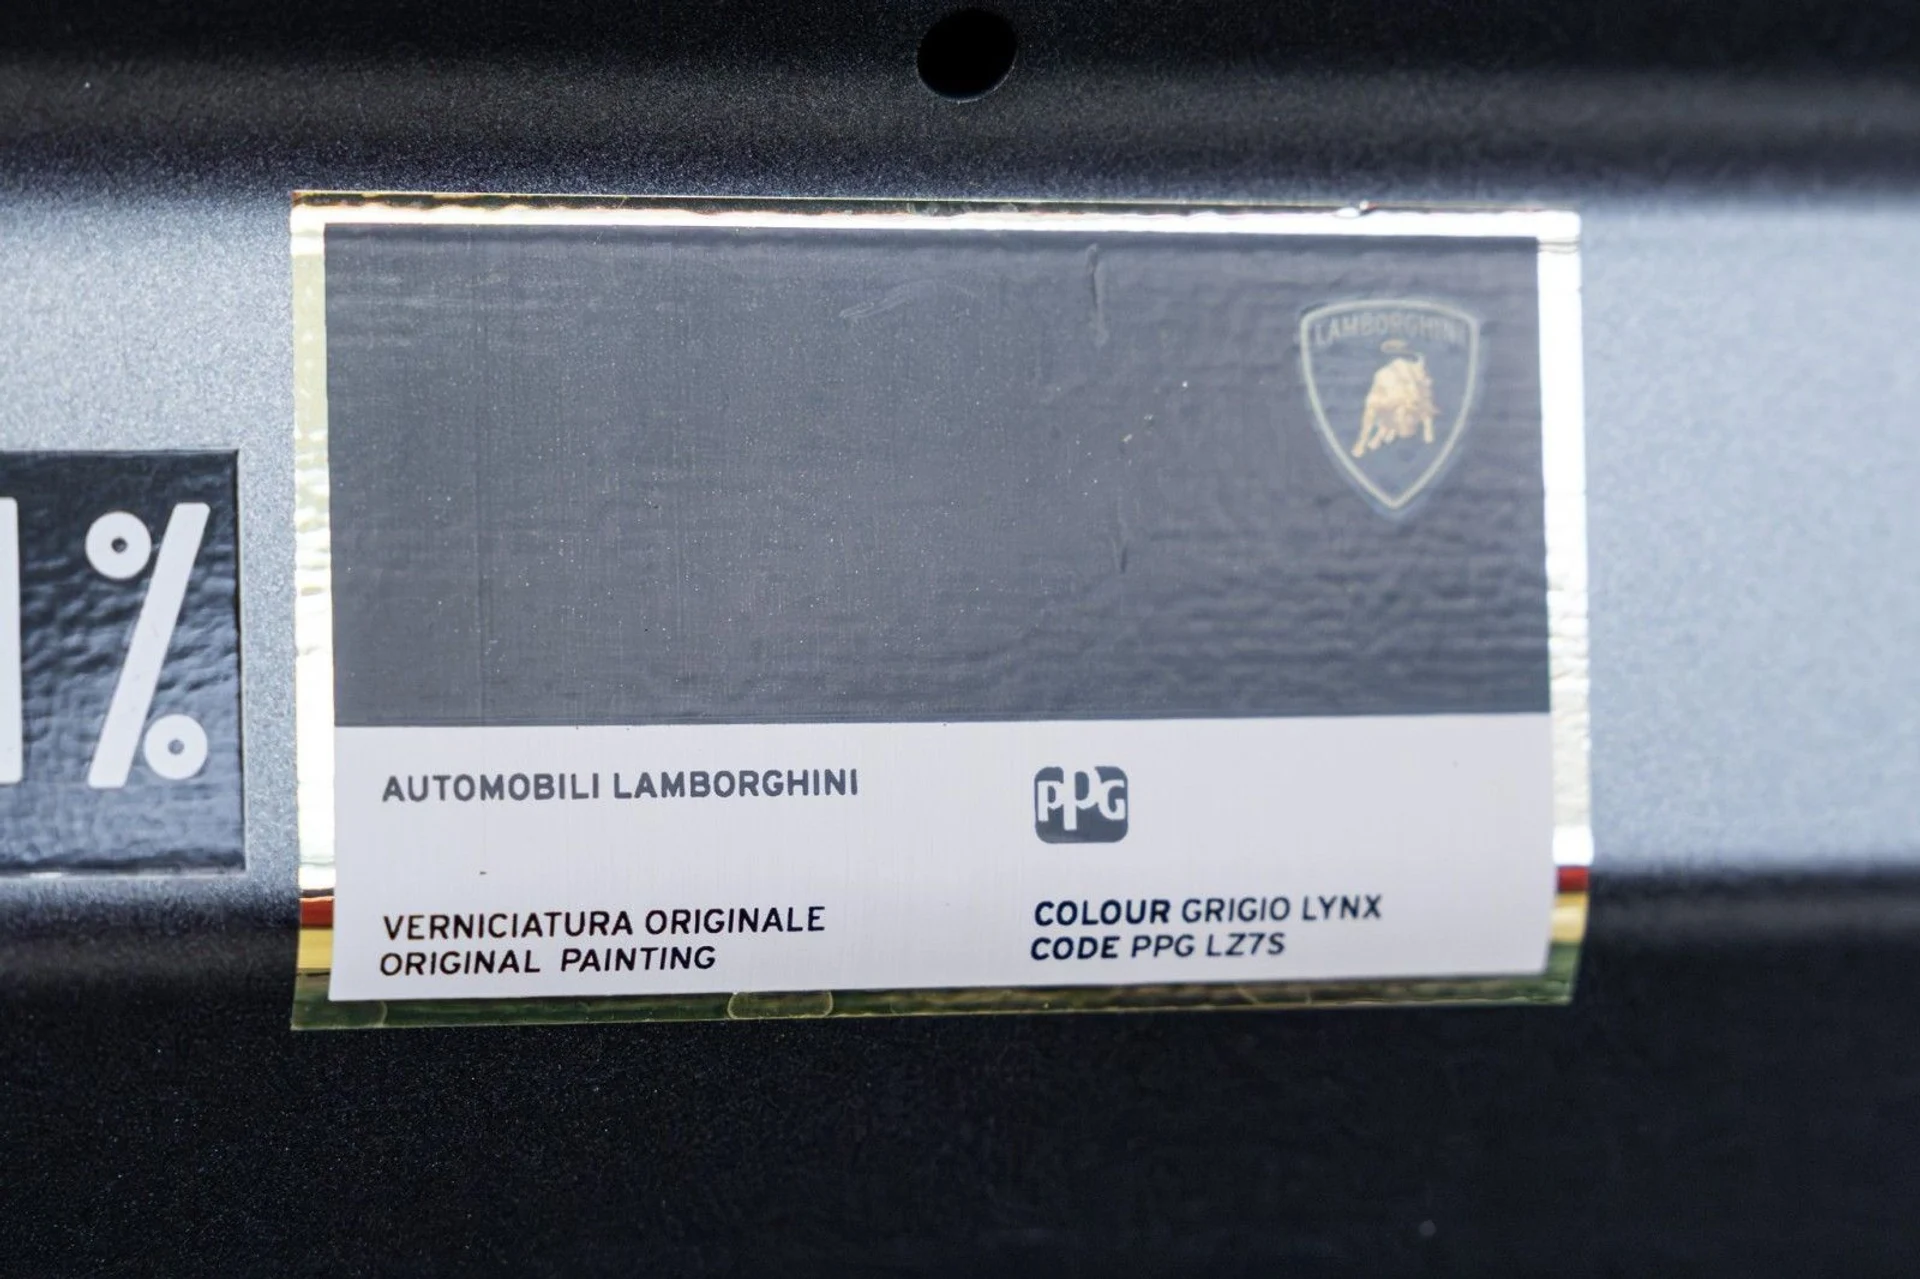 LAMBORGHINI
%
AUTOMOBILI LAMBORGHINI
PPG
VERNICIATURA ORIGINALE
ORIGINAL PAINTING
COLOUR GRIGIO LYNX
CODE PPG LZ7S